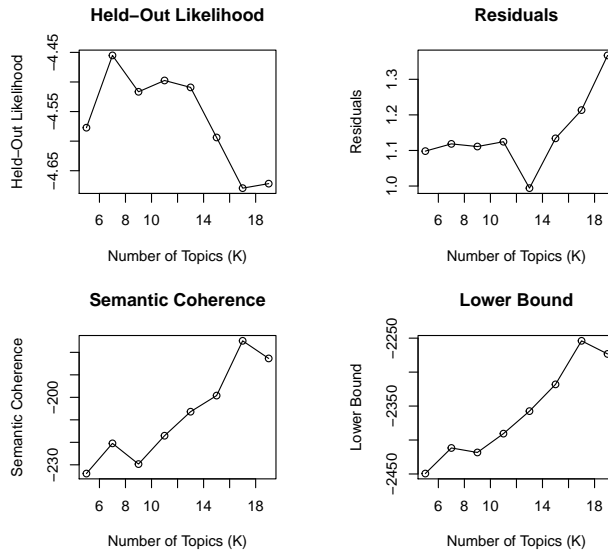 Held−Out Likelihood
Held−Out Likelihood
−4.45
−4.55
−4.65
6 8 10 14 18
Number of Topics (K)
Residuals
Residuals
1.3
1.2
1.1
1.0
6 8 10 14 18
Number of Topics (K)
Semantic Coherence
Semantic Coherence
−200
−230
6 8 10 14 18
Number of Topics (K)
Lower Bound
Lower Bound
−2250
−2350
−2450
6 8 10 14 18
Number of Topics (K)